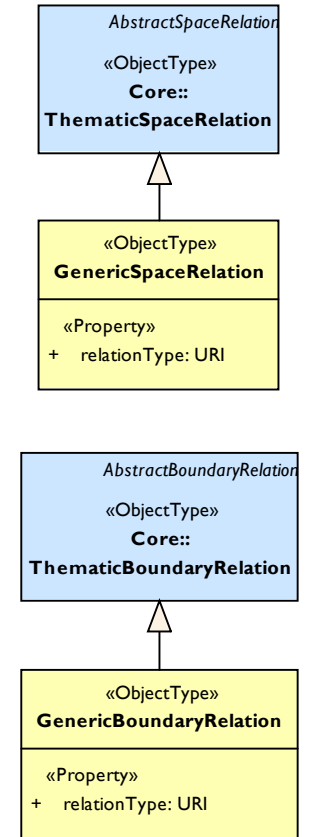 AbstractSpaceRelation
«ObjectType»
Core::
ThematicSpaceRelation
«ObjectType»
GenericSpaceRelation
«Property»
+ relationType: URI
AbstractBoundaryRelation
«ObjectType»
Core::
ThematicBoundaryRelation
«ObjectType»
GenericBoundaryRelation
«Property»
+ relationType: URI